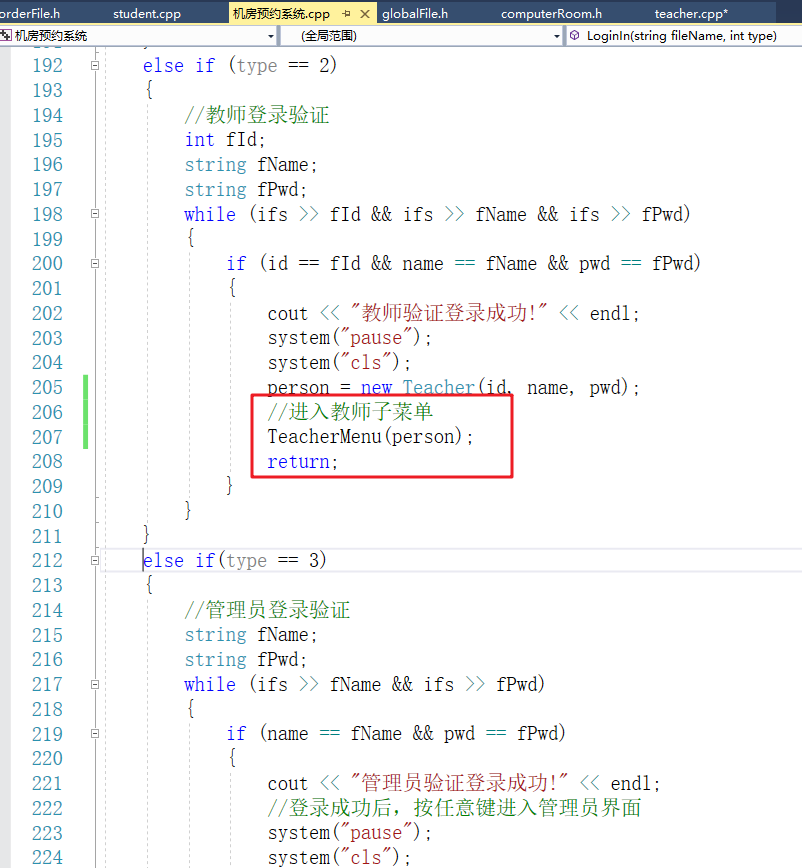 orderFile.h student.cpp 机房预约系统.cpp globalFile.h computerRoom.h teacher.cpp*
机房预约系统 (全局范围) LoginIn(string fileName, int type)
192 else if (type == 2)
193 {
194 //教师登录验证
195 int fId;
196 string fName;
197 string fPwd;
198 while (ifs >> fId && ifs >> fName && ifs >> fPwd)
199 {
200 if (id == fId && name == fName && pwd == fPwd)
201 {
202 cout << "教师验证登录成功!" << endl;
203 system("pause");
204 system("cls");
205 person = new Teacher(id, name, pwd);
206 //进入教师子菜单
207 TeacherMenu(person);
208 return;
209 }
210 }
211 }
212 else if(type == 3)
213 {
214 //管理员登录验证
215 string fName;
216 string fPwd;
217 while (ifs >> fName && ifs >> fPwd)
218 {
219 if (name == fName && pwd == fPwd)
220 {
221 cout << "管理员验证登录成功!" << endl;
222 //登录成功后，按任意键进入管理员界面
223 system("pause");
224 system("cls");